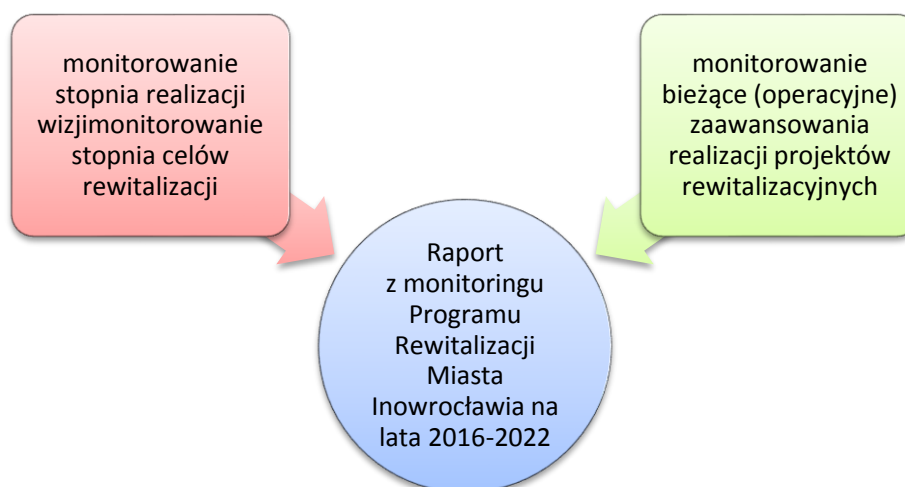 monitorowanie
stopnia realizacji
wizjimonitorowanie
stopnia celów
rewitalizacji
monitorowanie
bieżące (operacyjne)
zaawansowania
realizacji projektów
rewitalizacyjnych
Raport
z monitoringu
Programu
Rewitalizacji
Miasta
Inowrocławia na
lata 2016-2022